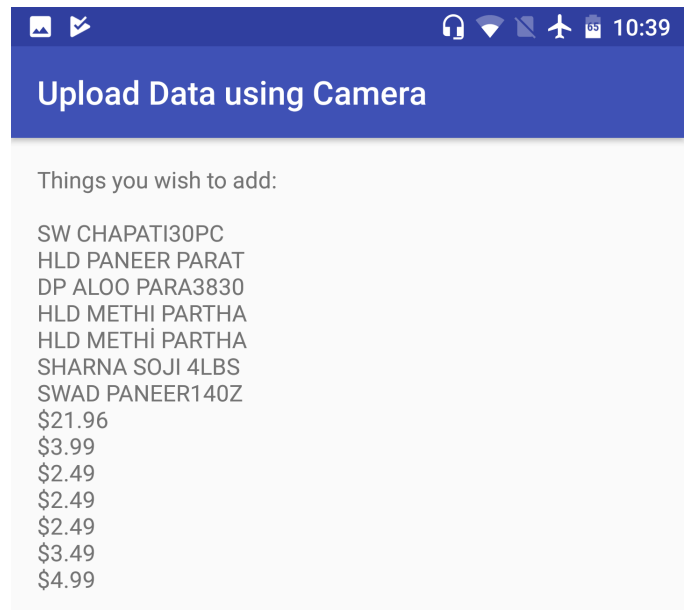 65 10:39
Upload Data using Camera
Things you wish to add:
SW CHAPATI30PC
HLD PANEER PARAT
DP ALOO PARA3830
HLD METHI PARTHA
HLD METHİ PARTHA
SHARNA SOJI 4LBS
SWAD PANEER140Z
$21.96
$3.99
$2.49
$2.49
$2.49
$3.49
$4.99